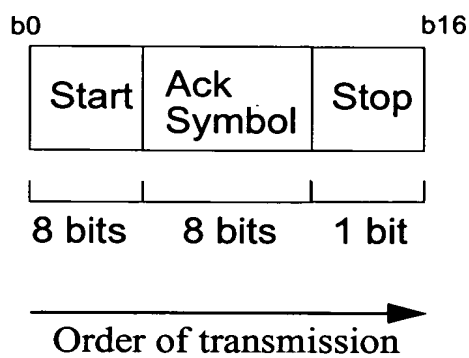 b0 b16
Start Ack Symbol Stop
8 bits 8 bits 1 bit
Order of transmission